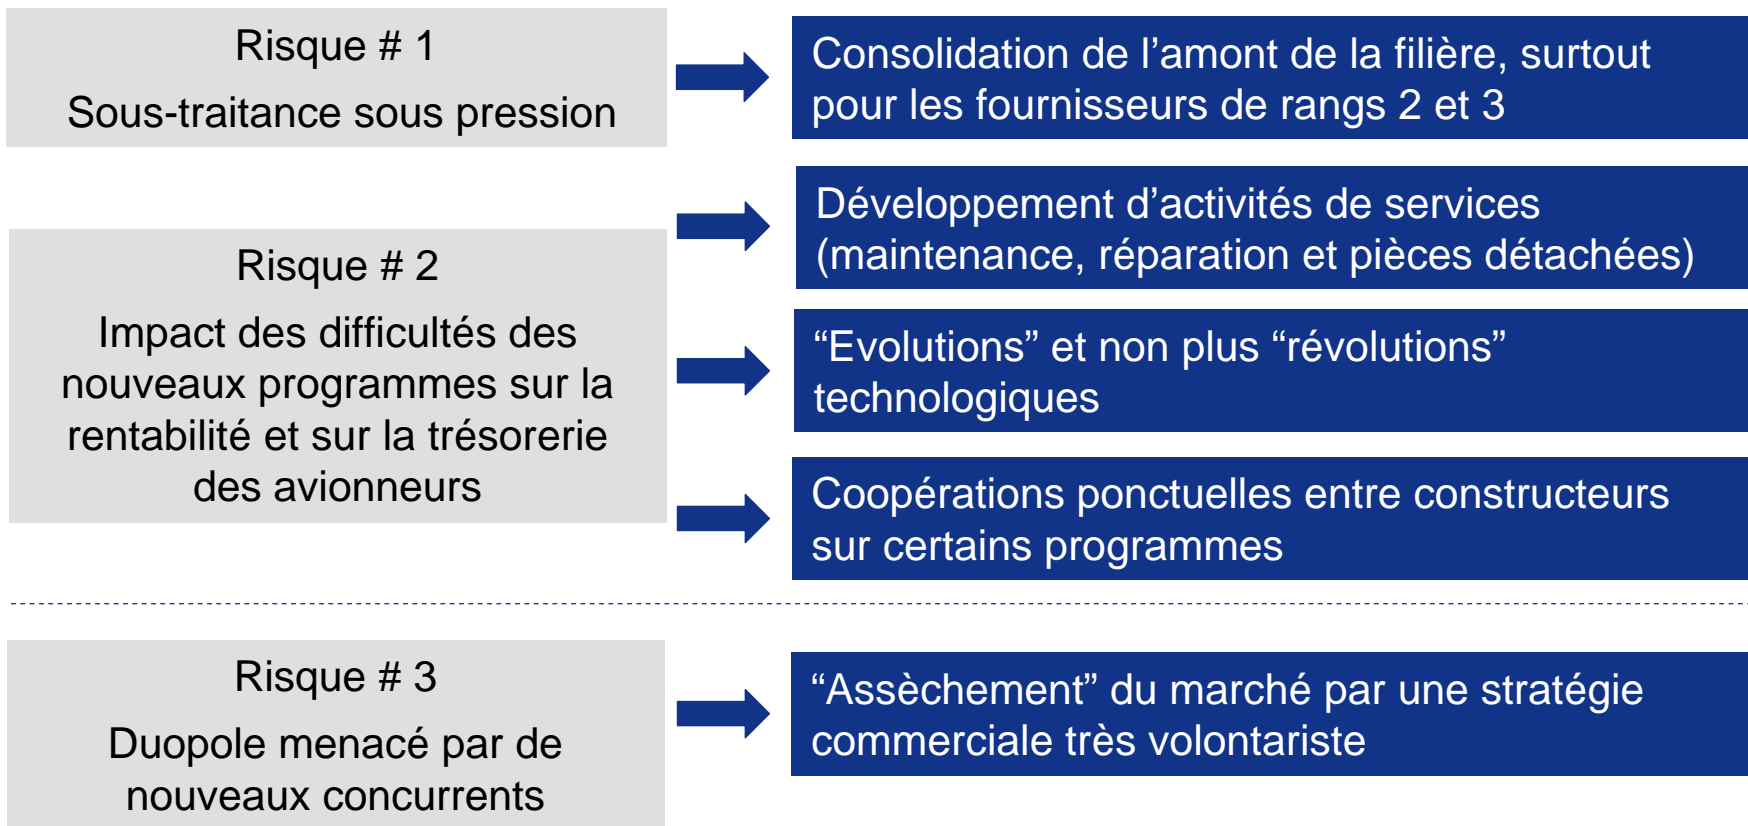 Risque # 1
Sous-traitance sous pression
Consolidation de l’amont de la filière, surtout
pour les fournisseurs de rangs 2 et 3
Risque # 2
Impact des difficultés des
nouveaux programmes sur la
rentabilité et sur la trésorerie
des avionneurs
Développement d’activités de services
(maintenance, réparation et pièces détachées)
“Evolutions” et non plus “révolutions”
technologiques
Coopérations ponctuelles entre constructeurs
sur certains programmes
Risque # 3
Duopole menacé par de
nouveaux concurrents
“Assèchement” du marché par une stratégie
commerciale très volontariste